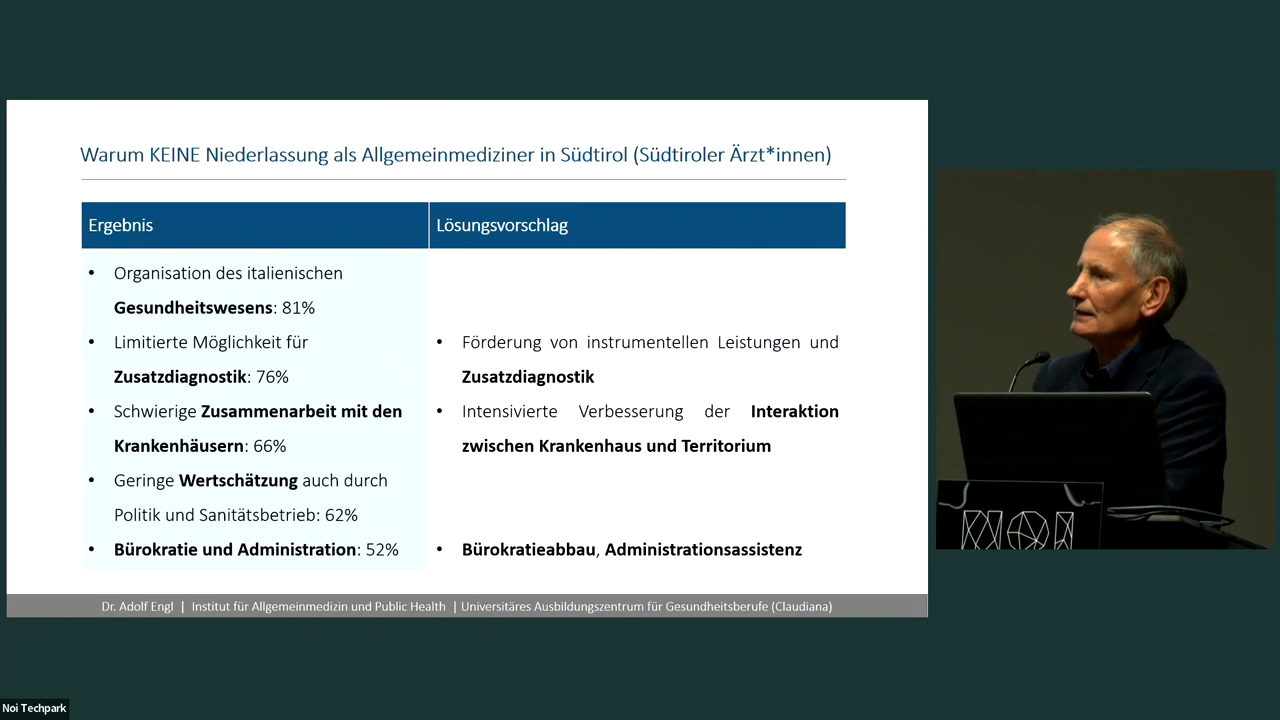 Warum KEINE Niederlassung als Allgemeinmediziner in Südtirol (Südtiroler Ärzt*innen)
Ergebnis
Lösungsvorschlag
• Organisation des italienischen
Gesundheitswesens: 81%
• Limitierte Möglichkeit für
Zusatzdiagnostik: 76%
• Schwierige Zusammenarbeit mit den
Krankenhäusern: 66%
• Geringe Wertschätzung auch durch
Politik und Sanitätsbetrieb: 62%
• Bürokratie und Administration: 52%
• Förderung von instrumentellen Leistungen und
Zusatzdiagnostik
• Intensivierte Verbesserung der Interaktion
zwischen Krankenhaus und Territorium
• Bürokratieabbau, Administrationsassistenz
Dr. Adolf Engl | Institut für Allgemeinmedizin und Public Health | Universitäres Ausbildungszentrum für Gesundheitsberufe (Claudiana)
NOI
Noi Techpark